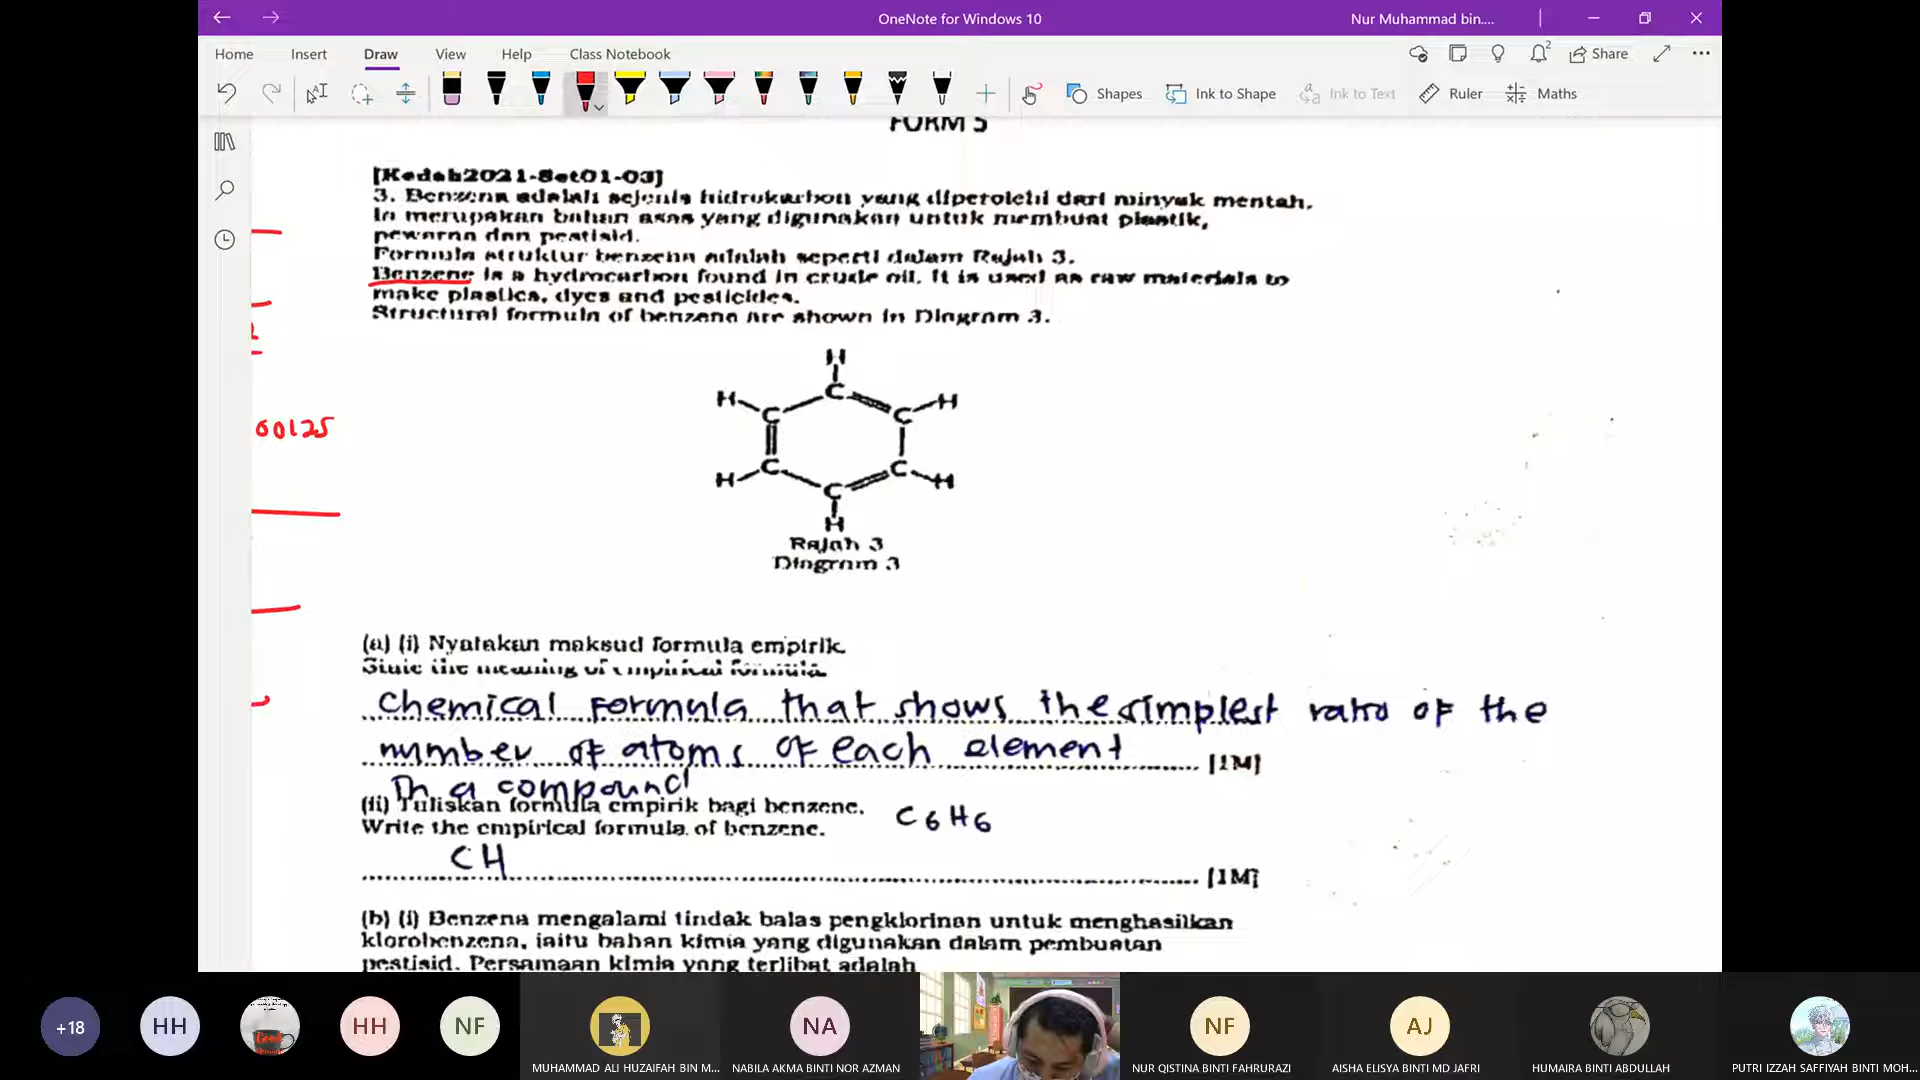 OneNote for Windows 10
Nur Muhammad bin....
Home Insert Draw View Help Class Notebook
2 Share
Shapes Ink to Shape Ink to Text Ruler Maths
FORM 5
[Kedah2021-Set01-03]
3. Benzena adalah sejenis hidrokarbon yang diperolehi dari minyak mentah.
Ia merupakan bahan asas yang digunakan untuk membuat plastik,
pewarna dan pestisid.
Formula struktur benzena adalah seperti dalam Rajah 3.
Benzene is a hydrocarbon found in crude oil. It is used as raw materials to
make plastics, dyes and pesticides.
Structural formula of benzene are shown in Diagram 3.
H
H C H
C C
00125
C C
H C H
H
Rajah 3
Diagram 3
(a) (i) Nyatakan maksud formula empirik.
State the meaning of empirical formula.
Chemical formula that shows the simplest ratio of the
number of atoms of each element
[1M]
in a compound
(ii) Tuliskan formula empirik bagi benzene.
C6H6
Write the empirical formula of benzene.
CH
[1M]
(b) (i) Benzena mengalami tindak balas pengklorinan untuk menghasilkan
klorobenzena, iaitu bahan kimia yang digunakan dalam pembuatan
pestisid. Persamaan kimia yang terlibat adalah
+18 HH HH NF NA NF AJ
MUHAMMAD ALI HUZAIFAH BIN M... NABILA AKMA BINTI NOR AZMAN NUR QISTINA BINTI FAHRURAZI AISHA ELISYA BINTI MD JAFRI HUMAIRA BINTI ABDULLAH PUTRI IZZAH SAFFIYAH BINTI MOH...